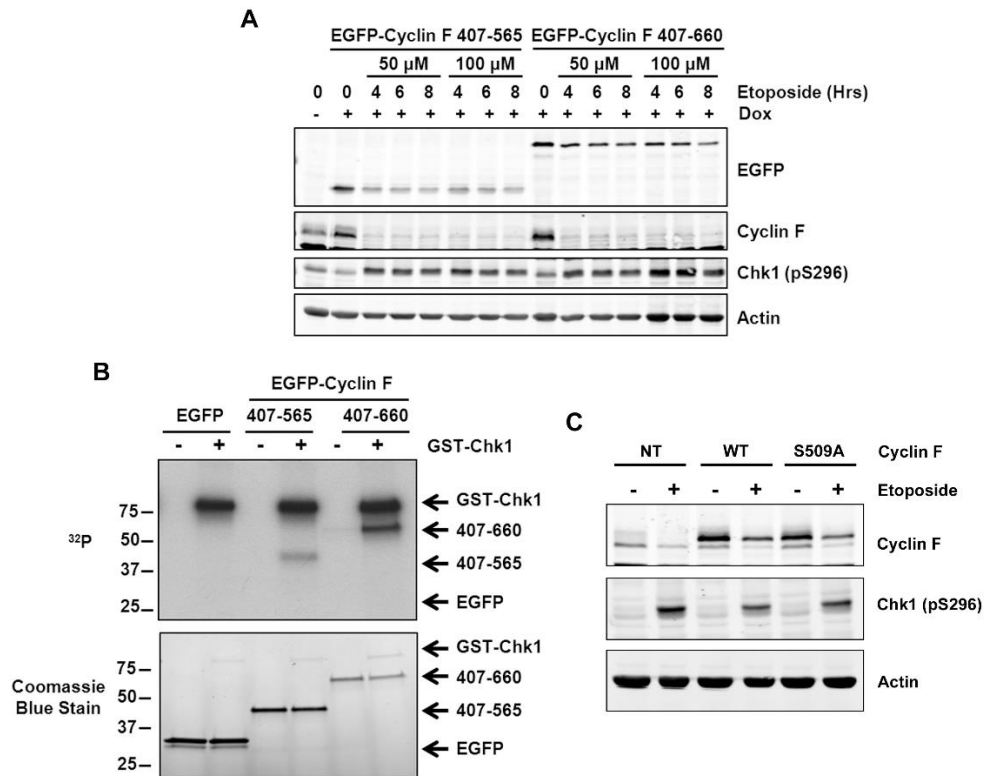 A
EGFP-Cyclin F 407-565 EGFP-Cyclin F 407-660
50 µM 100 µM 50 µM 100 µM
0 0 4 6 8 4 6 8 0 4 6 8 4 6 8 Etoposide (Hrs)
- + + + + + + + + + + + + + + Dox
EGFP
Cyclin F
Chk1 (pS296)
Actin
B
EGFP-Cyclin F
EGFP 407-565 407-660
- + - + - + GST-Chk1
GST-Chk1
75
407-660
50
32P
407-565
37
EGFP
25
GST-Chk1
75
407-660
50
Coomassie
Blue Stain
407-565
37
EGFP
25
C
NT WT S509A Cyclin F
- + - + - + Etoposide
Cyclin F
Chk1 (pS296)
Actin